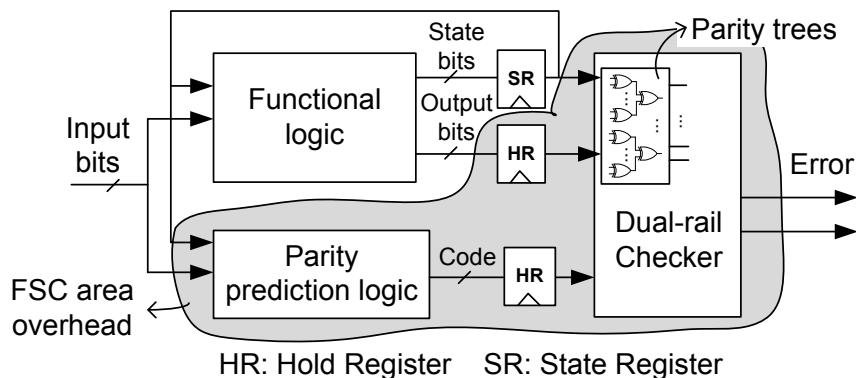 State
bits
SR
Parity trees
Functional
logic
Output
bits
HR
Input
bits
Error
Dual-rail
Checker
Parity
prediction logic
Code
HR
FSC area
overhead
HR: Hold Register SR: State Register